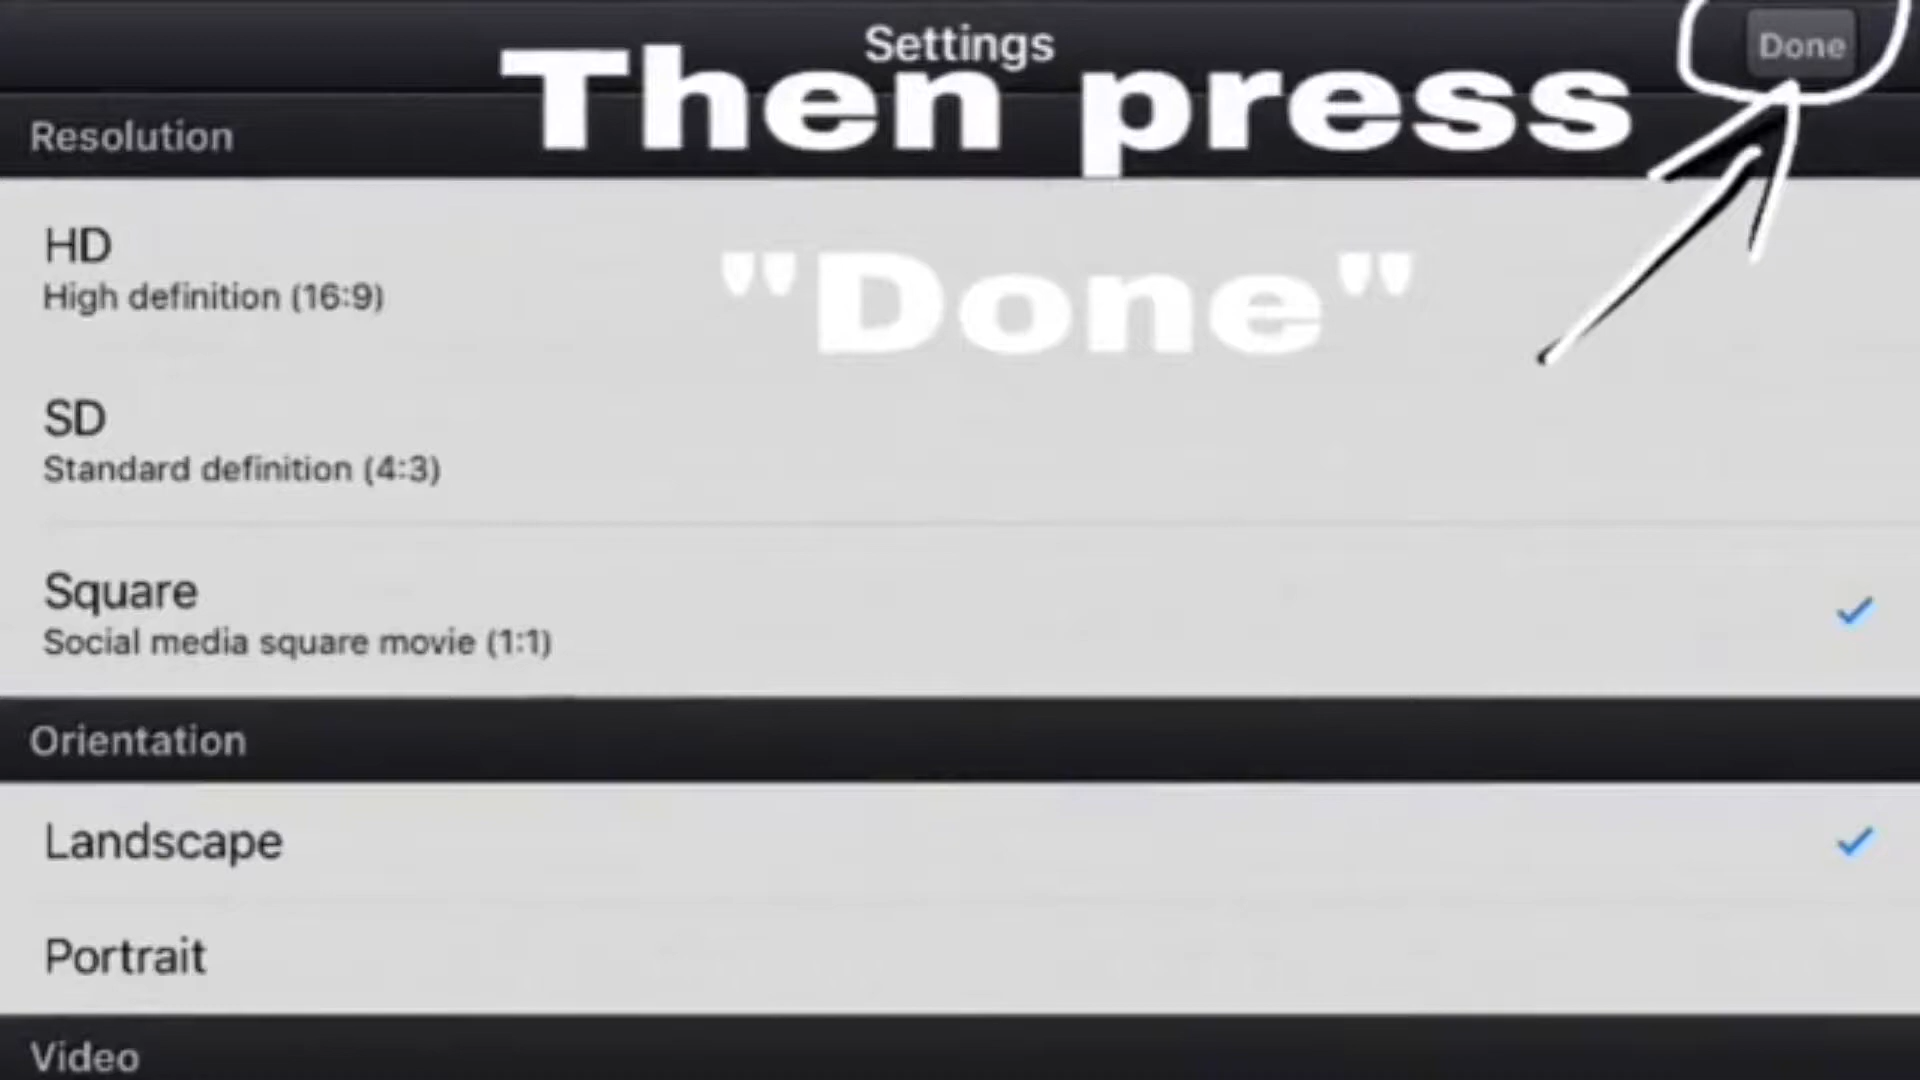 Settings
Done
Then press
"Done"
Resolution
HD
High definition (16:9)
SD
Standard definition (4:3)
Square
Social media square movie (1:1)
Orientation
Landscape
Portrait
Video